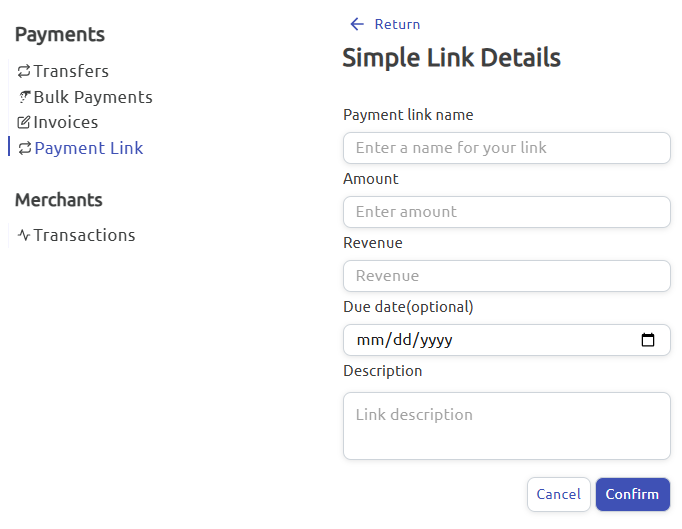 Payments
Transfers
Bulk Payments
Invoices
Payment Link
Merchants
Transactions
Return
Simple Link Details
Payment link name
Enter a name for your link
Amount
Enter amount
Revenue
Revenue
Due date(optional)
mm/dd/yyyy
Description
Link description
Cancel
Confirm